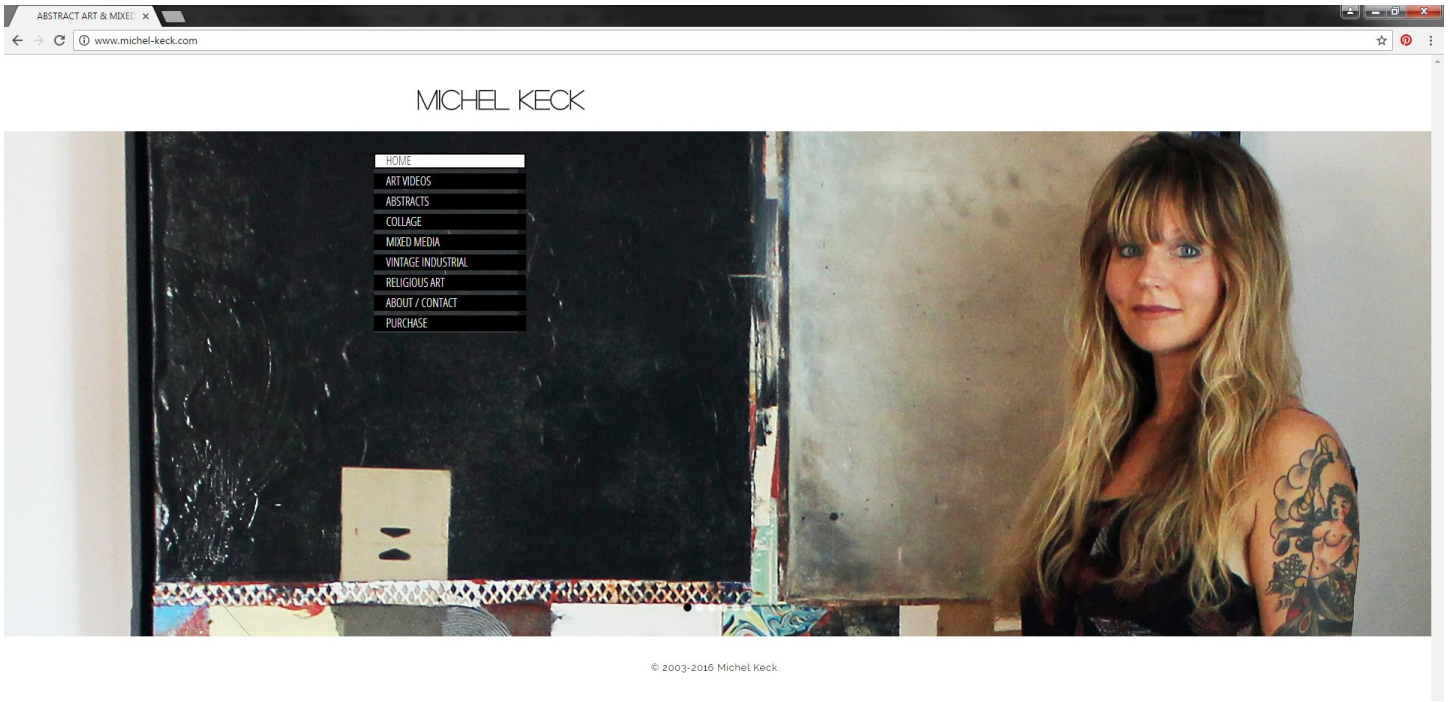 ABSTRACT ART & MIXED
www.michel-keck.com
MICHEL KECK
HOME
ART VIDEOS
ABSTRACTS
COLLAGE
MIXED MEDIA
VINTAGE INDUSTRIAL
RELIGIOUS ART
ABOUT / CONTACT
PURCHASE
© 2003-2016 Michel Keck.